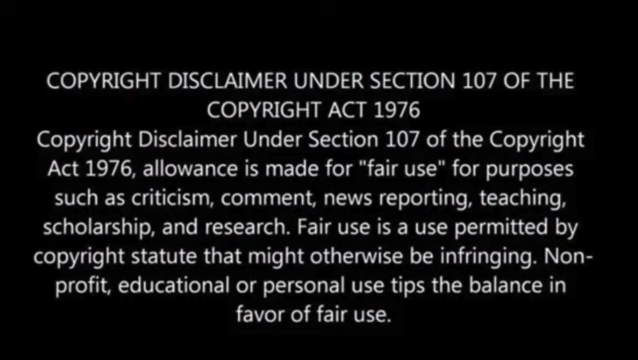 COPYRIGHT DISCLAIMER UNDER SECTION 107 OF THE
COPYRIGHT ACT 1976
Copyright Disclaimer Under Section 107 of the Copyright
Act 1976, allowance is made for "fair use" for purposes
such as criticism, comment, news reporting, teaching,
scholarship, and research. Fair use is a use permitted by
copyright statute that might otherwise be infringing. Non-
profit, educational or personal use tips the balance in
favor of fair use.